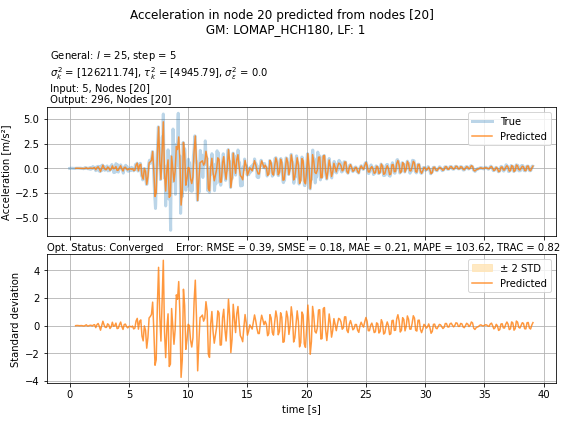 Acceleration in node 20 predicted from nodes [20]
GM: LOMAP_HCH180, LF: 1
General: l = 25, step = 5
σ²ₖ = [126211.74], τ²ₖ = [4945.79], σ²ε = 0.0
Input: 5, Nodes [20]
Output: 296, Nodes [20]
Acceleration [m/s²]
5.0
2.5
0.0
−2.5
−5.0
True
Predicted
Opt. Status: Converged    Error: RMSE = 0.39, SMSE = 0.18, MAE = 0.21, MAPE = 103.62, TRAC = 0.82
Standard deviation
4
2
0
−2
−4
± 2 STD
Predicted
0 5 10 15 20 25 30 35 40
time [s]